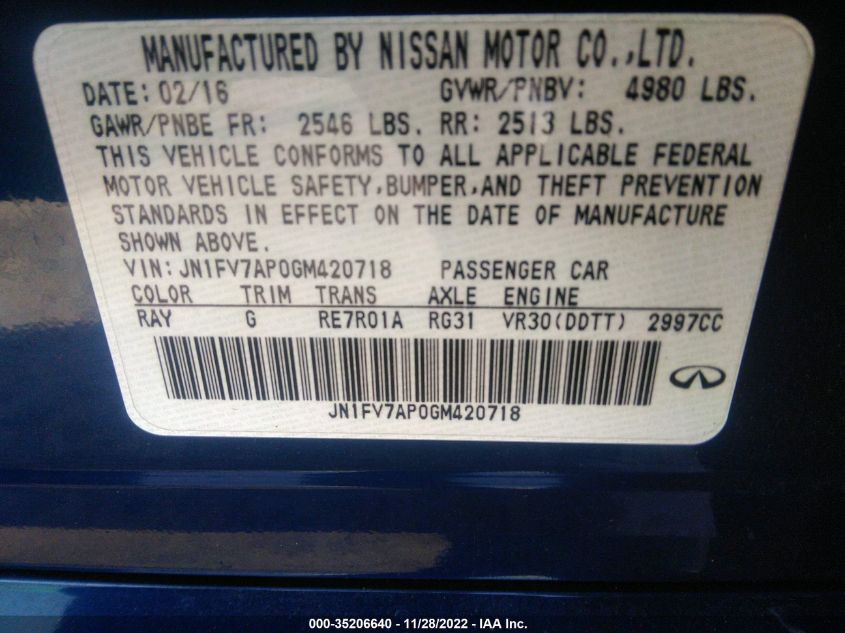 MANUFACTURED BY NISSAN MOTOR CO.,LTD.
DATE: 02/16 GVWR/PNBV: 4980 LBS.
GAWR/PNBE FR: 2546 LBS. RR: 2513 LBS.
THIS VEHICLE CONFORMS TO ALL APPLICABLE FEDERAL
MOTOR VEHICLE SAFETY,BUMPER,AND THEFT PREVENTION
STANDARDS IN EFFECT ON THE DATE OF MANUFACTURE
SHOWN ABOVE.
VIN: JN1FV7AP0GM420718 PASSENGER CAR
COLOR TRIM TRANS AXLE ENGINE
RAY G RE7R01A RG31 VR30(DDTT) 2997CC
JN1FV7AP0GM420718
000-35206640 - 11/28/2022 - IAA Inc.